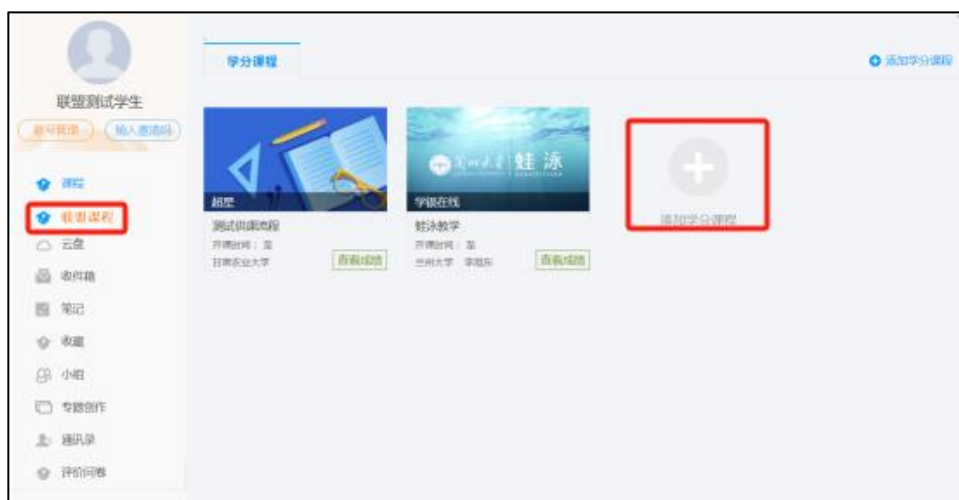 联盟测试学生
账号管理
输入邀请码
课程
联盟课程
云盘
收件箱
笔记
收藏
小组
专题创作
通讯录
评价问卷
学分课程
添加学分课程
超星
测试供课流程
开课时间：至
甘肃农业大学
查看成绩
兰州大学 蛙泳
学银在线
蛙泳教学
开课时间：至
兰州大学
查看成绩
添加学分课程